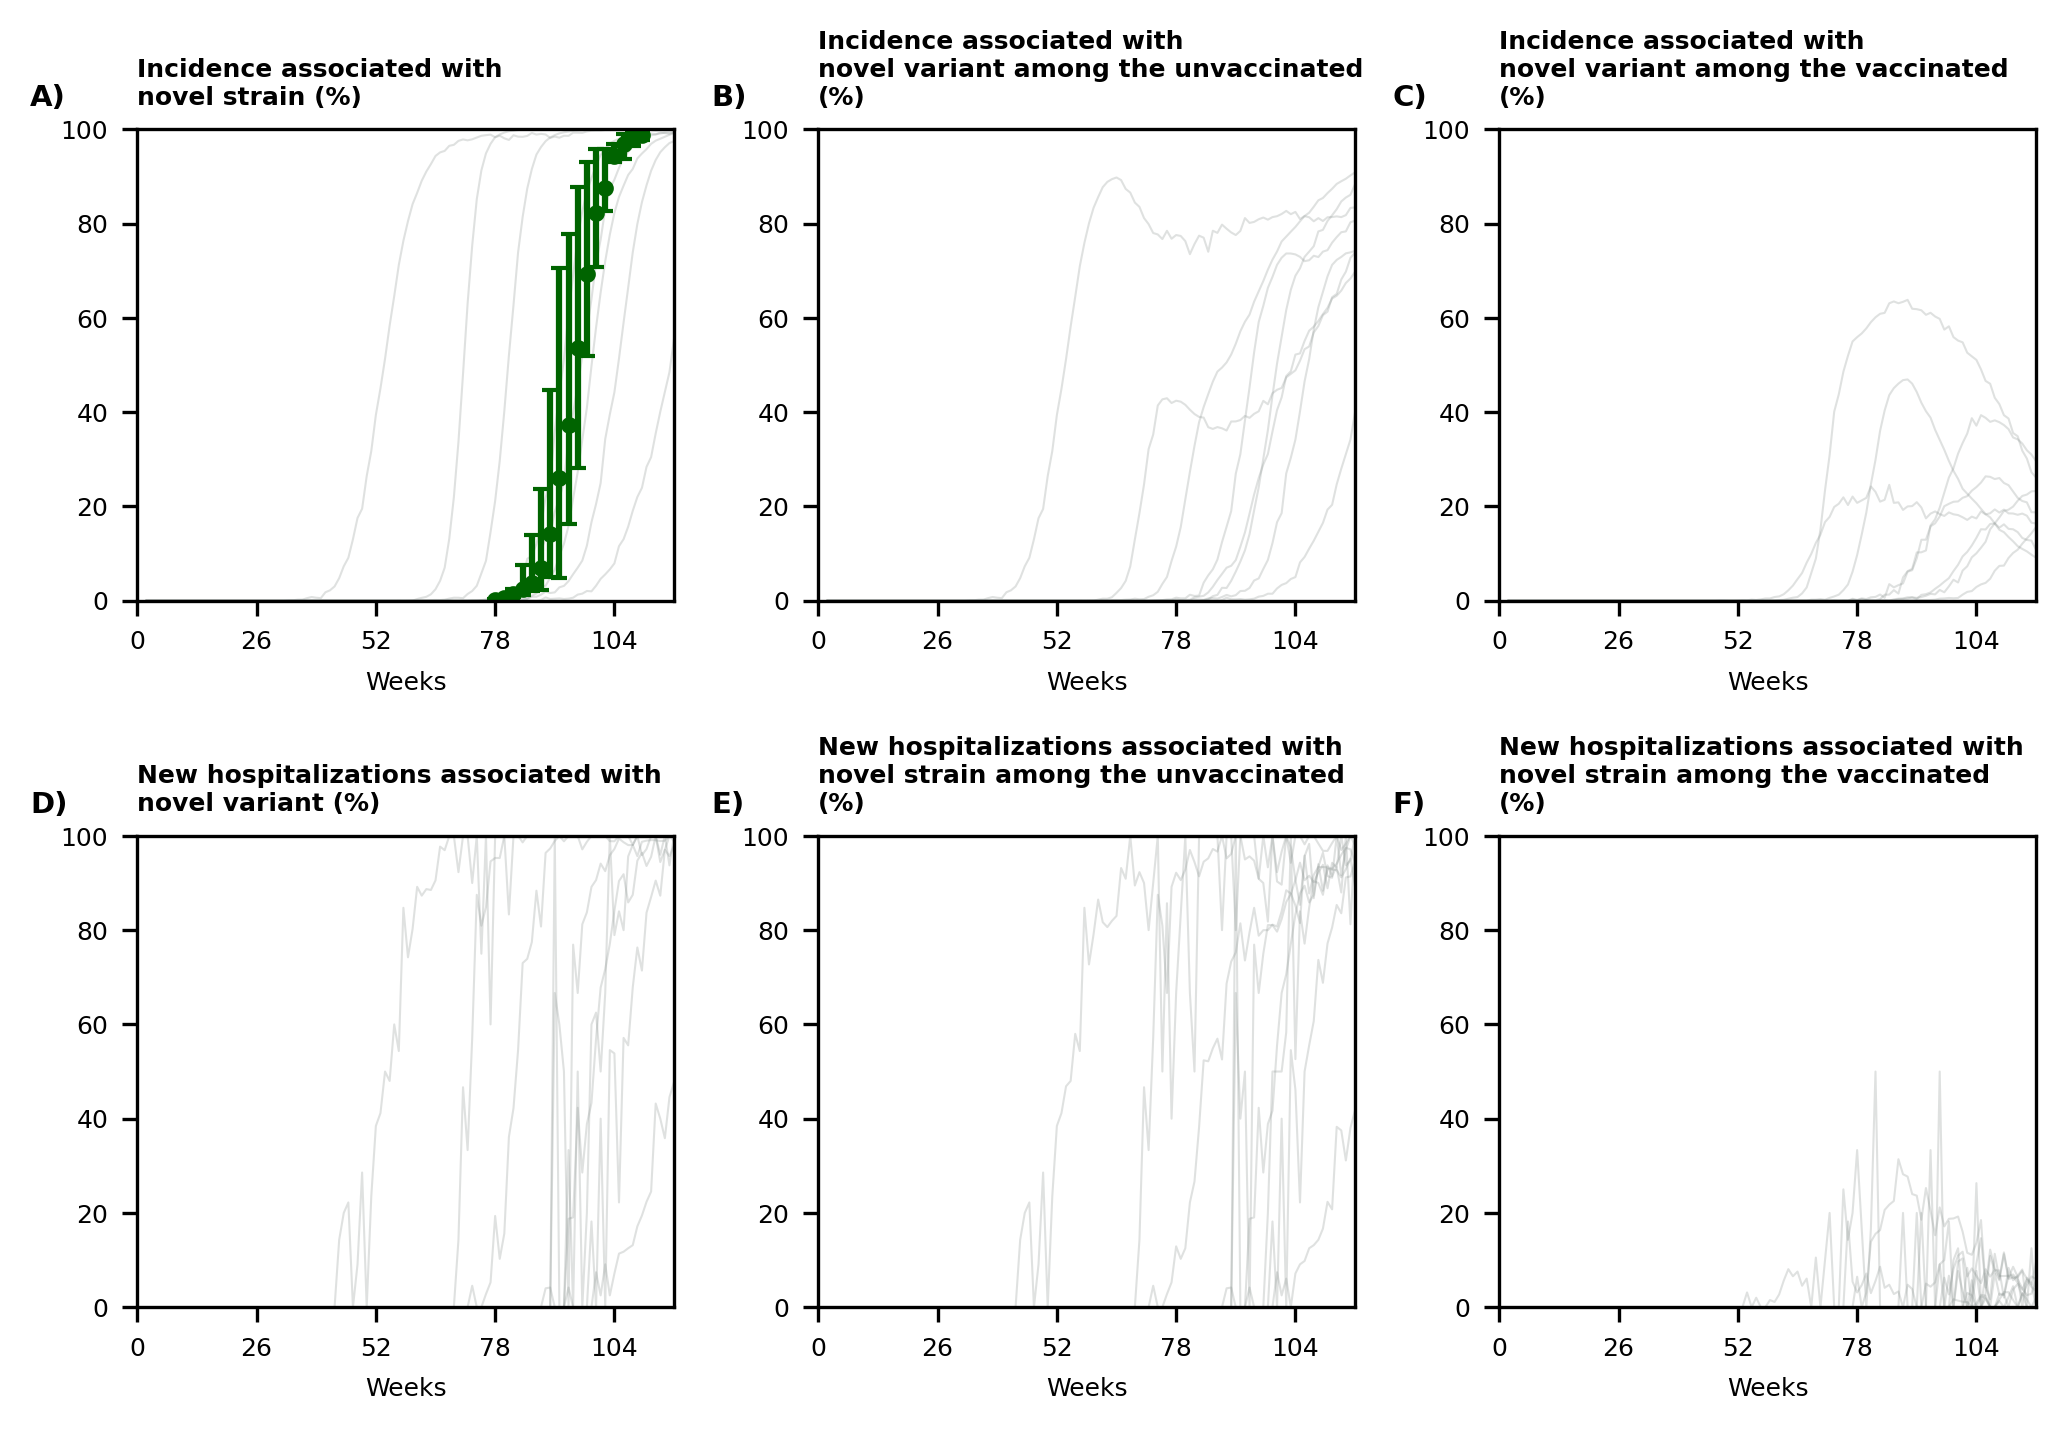 A)
Incidence associated with
novel strain (%)
100
80
60
40
20
0
0 26 52 78 104
Weeks
B)
Incidence associated with
novel variant among the unvaccinated
(%)
100
80
60
40
20
0
0 26 52 78 104
Weeks
C)
Incidence associated with
novel variant among the vaccinated
(%)
100
80
60
40
20
0
0 26 52 78 104
Weeks
D)
New hospitalizations associated with
novel variant (%)
100
80
60
40
20
0
0 26 52 78 104
Weeks
E)
New hospitalizations associated with
novel strain among the unvaccinated
(%)
100
80
60
40
20
0
0 26 52 78 104
Weeks
F)
New hospitalizations associated with
novel strain among the vaccinated
(%)
100
80
60
40
20
0
0 26 52 78 104
Weeks